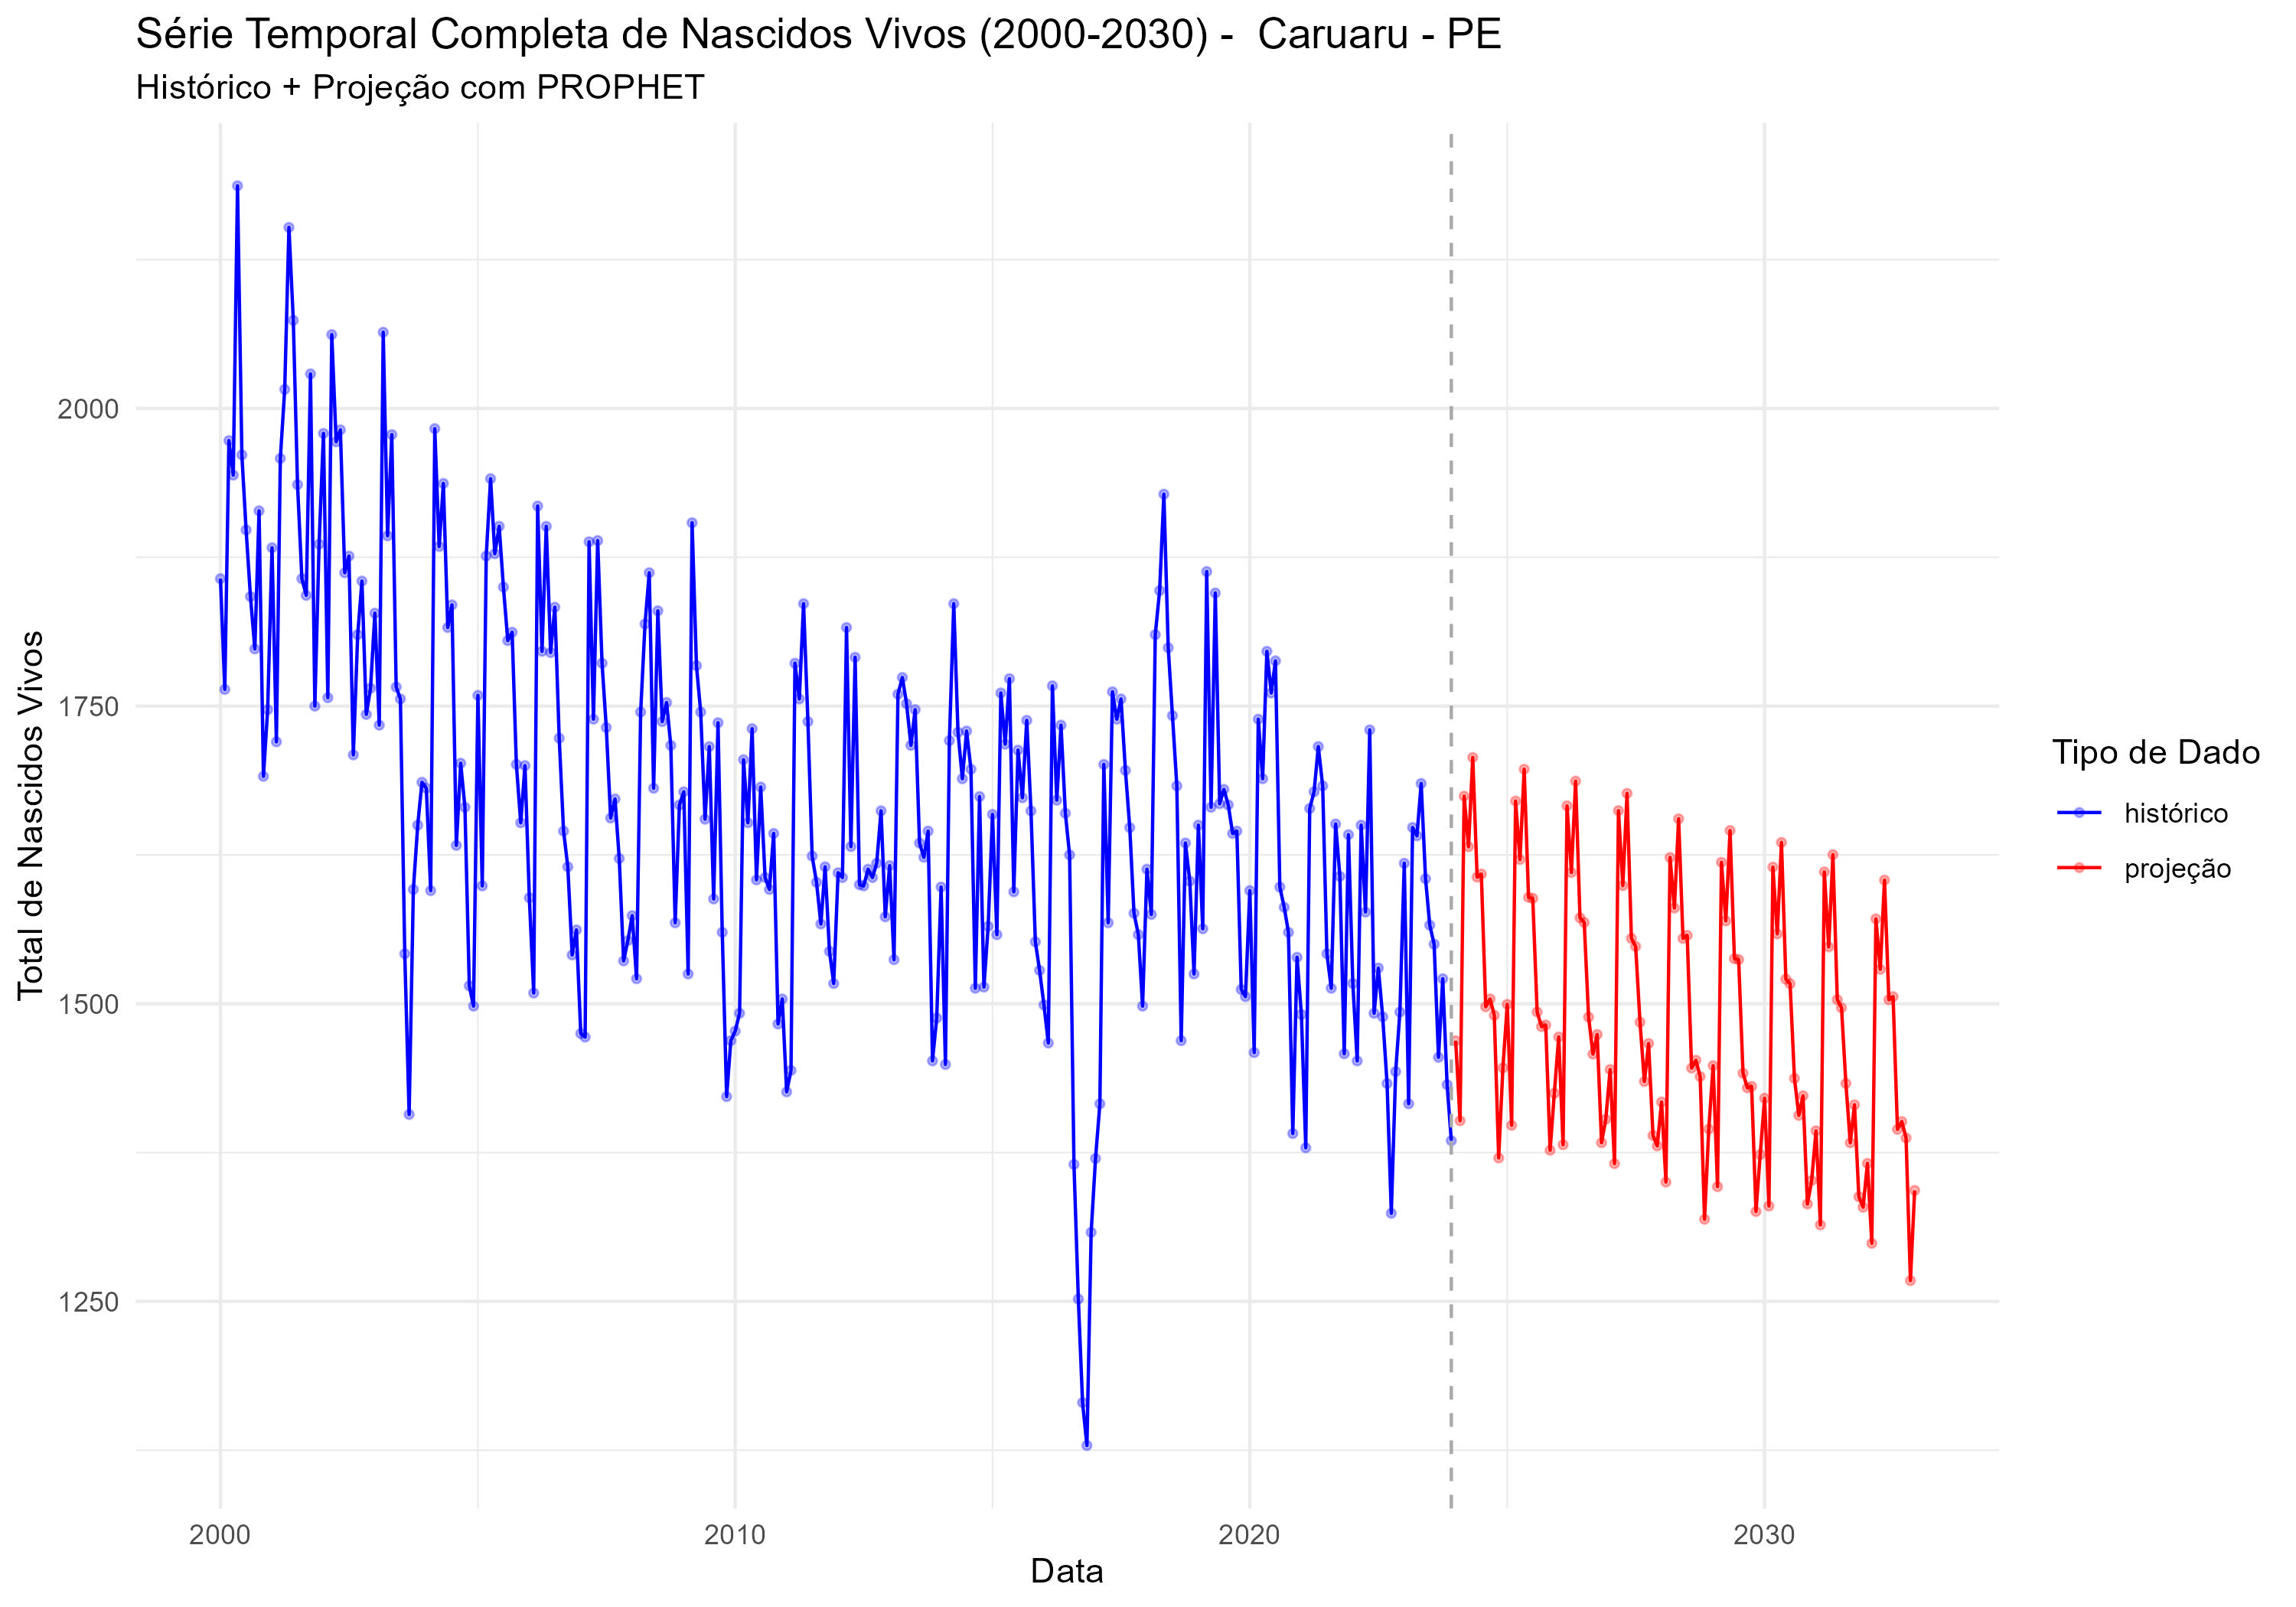 Série Temporal Completa de Nascidos Vivos (2000-2030) -  Caruaru - PE
Histórico + Projeção com PROPHET
Total de Nascidos Vivos
2000
1750
1500
1250
2000
2010
2020
2030
Data
Tipo de Dado
histórico
projeção